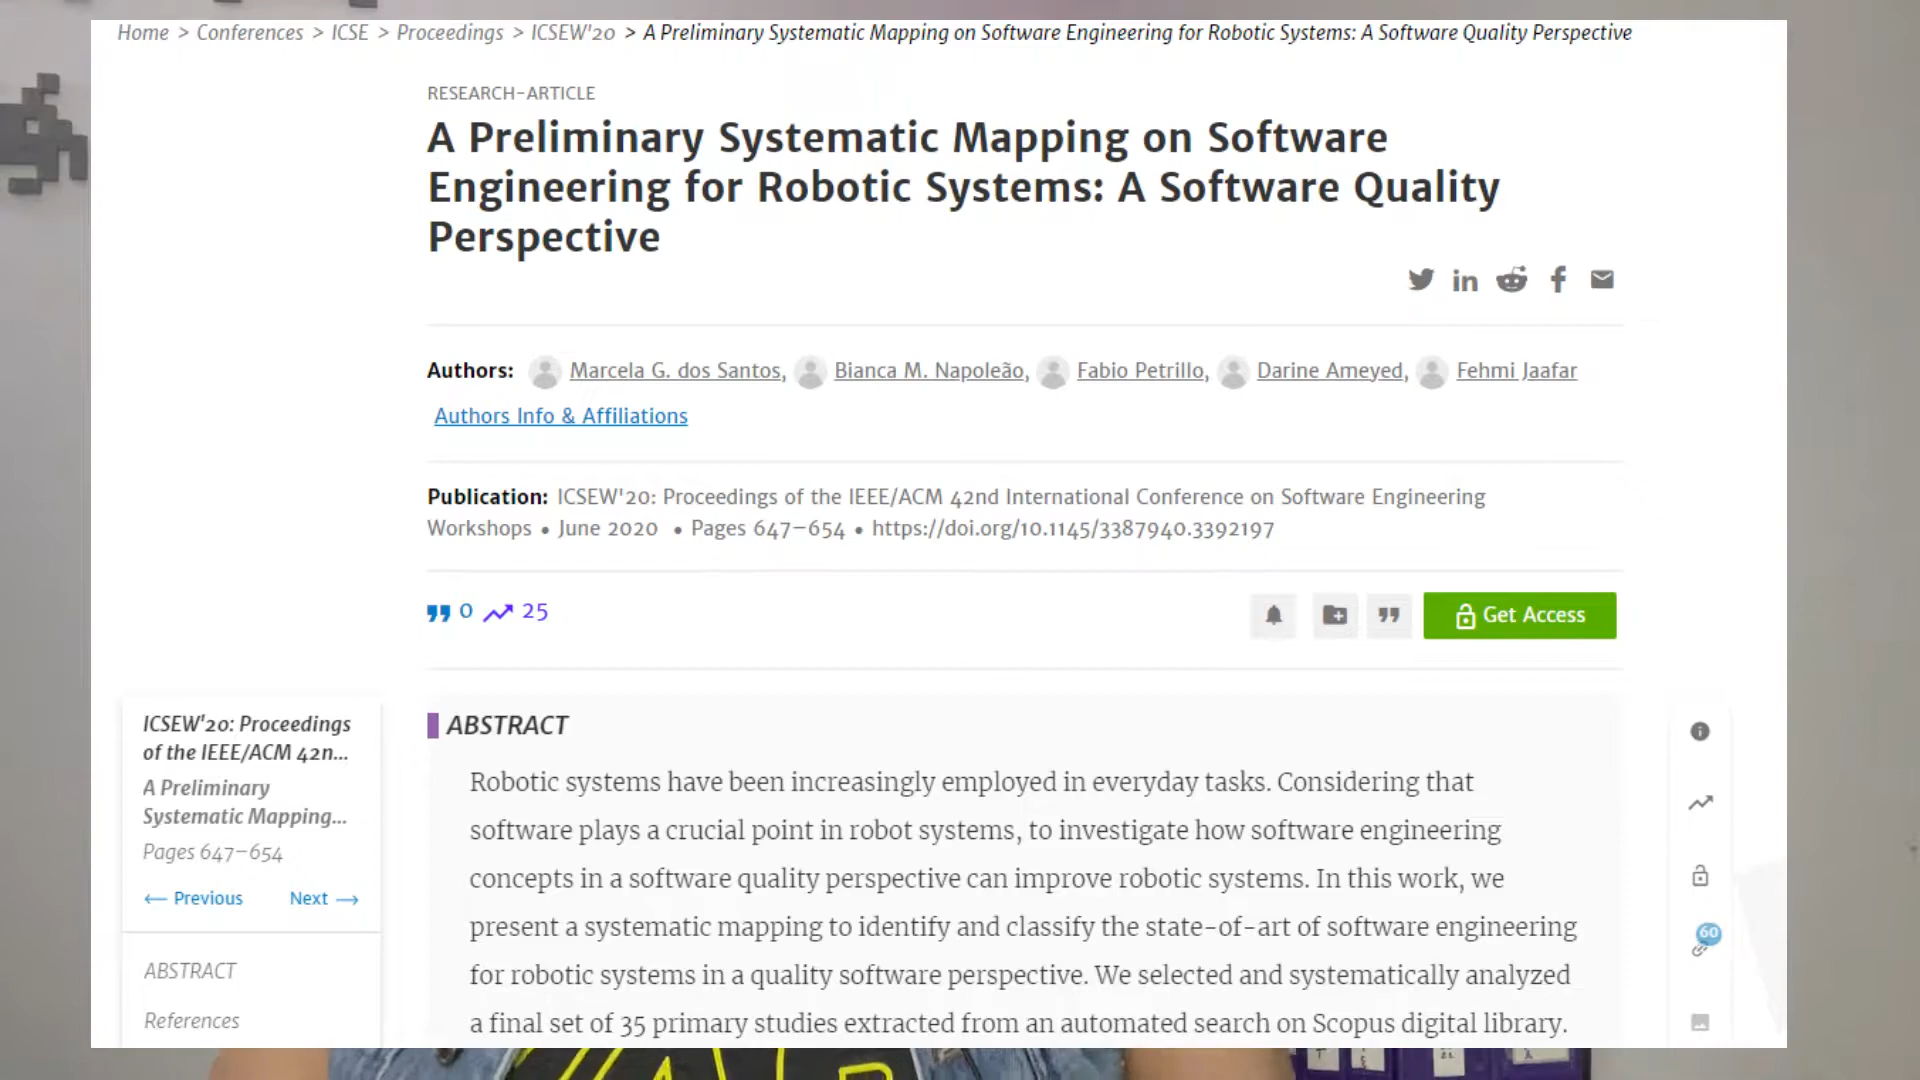 Home > Conferences > ICSE > Proceedings > ICSEW'20 > A Preliminary Systematic Mapping on Software Engineering for Robotic Systems: A Software Quality Perspective
RESEARCH-ARTICLE
A Preliminary Systematic Mapping on Software
Engineering for Robotic Systems: A Software Quality
Perspective
Authors: Marcela G. dos Santos, Bianca M. Napoleão, Fabio Petrillo, Darine Ameyed, Fehmi Jaafar
Authors Info & Affiliations
Publication: ICSEW'20: Proceedings of the IEEE/ACM 42nd International Conference on Software Engineering
Workshops • June 2020 • Pages 647–654 • https://doi.org/10.1145/3387940.3392197
0 25
Get Access
ICSEW'20: Proceedings
of the IEEE/ACM 42n...
A Preliminary
Systematic Mapping...
Pages 647–654
← Previous Next →
ABSTRACT
References
ABSTRACT
Robotic systems have been increasingly employed in everyday tasks. Considering that
software plays a crucial point in robot systems, to investigate how software engineering
concepts in a software quality perspective can improve robotic systems. In this work, we
present a systematic mapping to identify and classify the state-of-art of software engineering
for robotic systems in a quality software perspective. We selected and systematically analyzed
a final set of 35 primary studies extracted from an automated search on Scopus digital library.
60